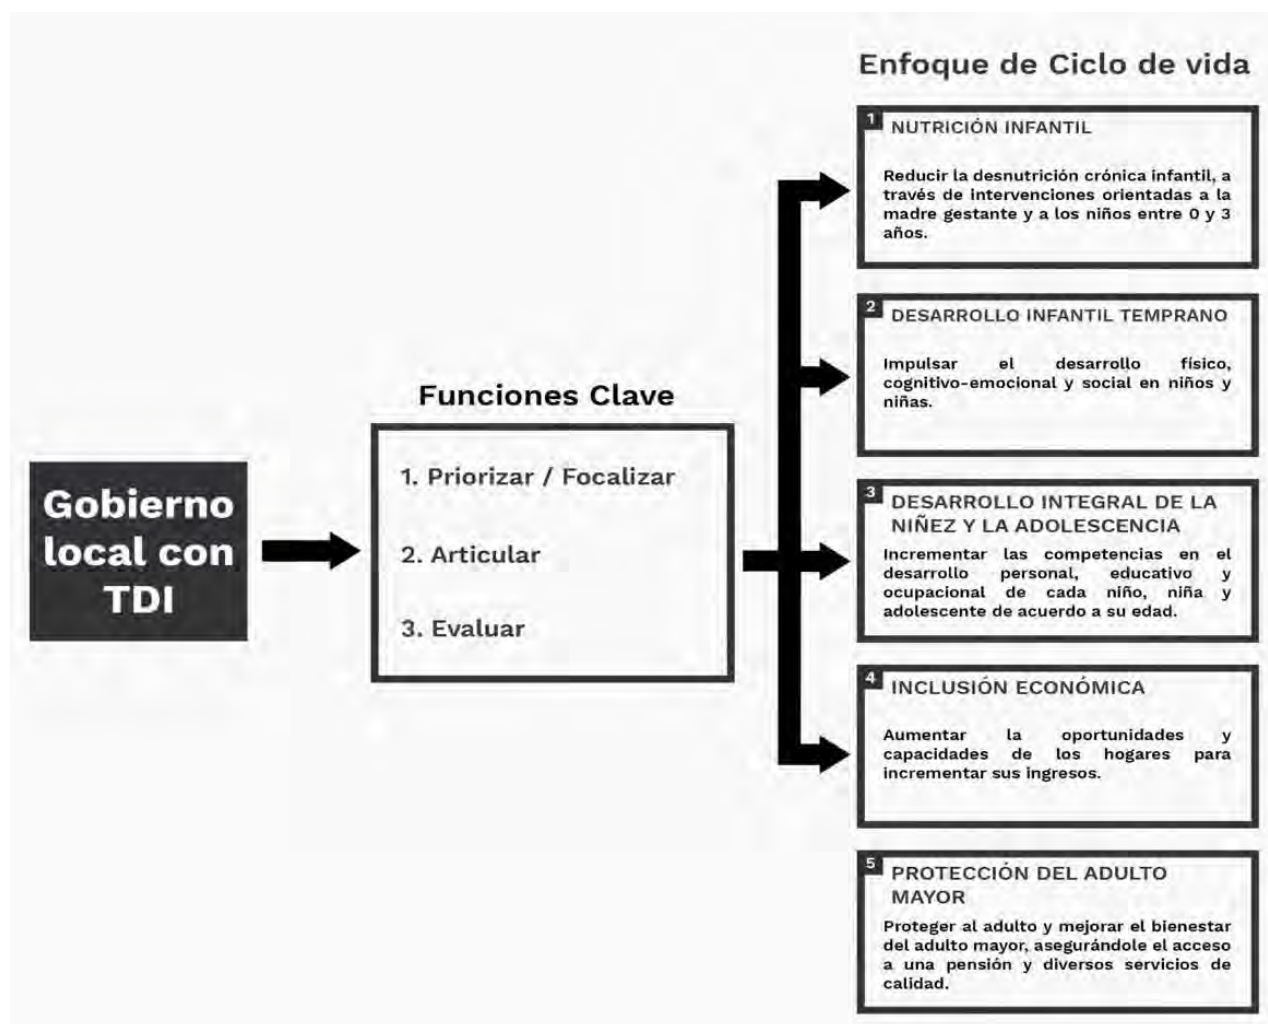 Enfoque de Ciclo de vida
1 NUTRICIÓN INFANTIL
Reducir la desnutrición crónica infantil, a
través de intervenciones orientadas a la
madre gestante y a los niños entre 0 y 3
años.
2 DESARROLLO INFANTIL TEMPRANO
Impulsar el desarrollo físico,
cognitivo-emocional y social en niños y
niñas.
Funciones Clave
1. Priorizar / Focalizar
2. Articular
3. Evaluar
Gobierno
local con
TDI
3 DESARROLLO INTEGRAL DE LA
NIÑEZ Y LA ADOLESCENCIA
Incrementar las competencias en el
desarrollo personal, educativo y
ocupacional de cada niño, niña y
adolescente de acuerdo a su edad.
4 INCLUSIÓN ECONÓMICA
Aumentar la oportunidades y
capacidades de los hogares para
incrementar sus ingresos.
5 PROTECCIÓN DEL ADULTO
MAYOR
Proteger al adulto y mejorar el bienestar
del adulto mayor, asegurándole el acceso
a una pensión y diversos servicios de
calidad.